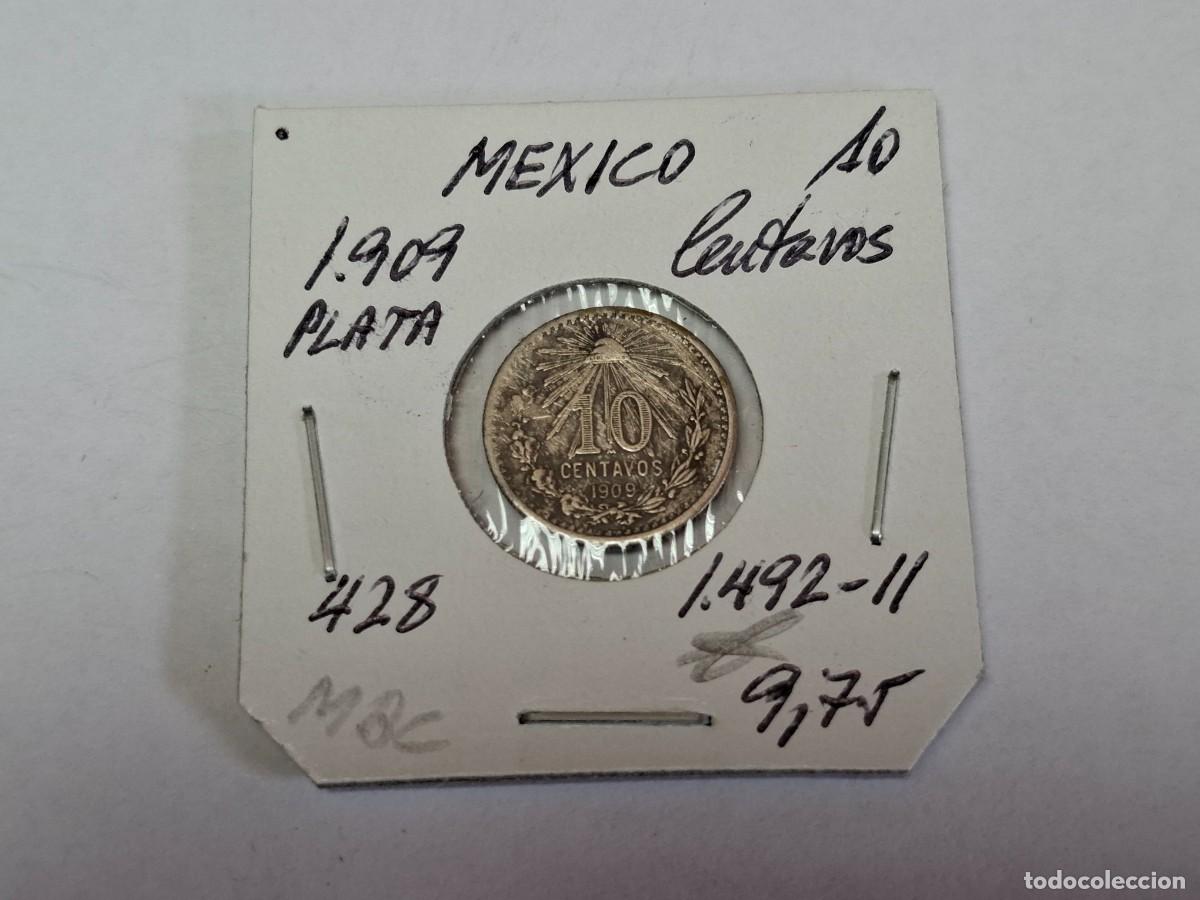 MEXICO 10
1.909 Centavos
PLATA
10
CENTAVOS
1909
428 1.492-11
MBC 9,75
todocoleccion